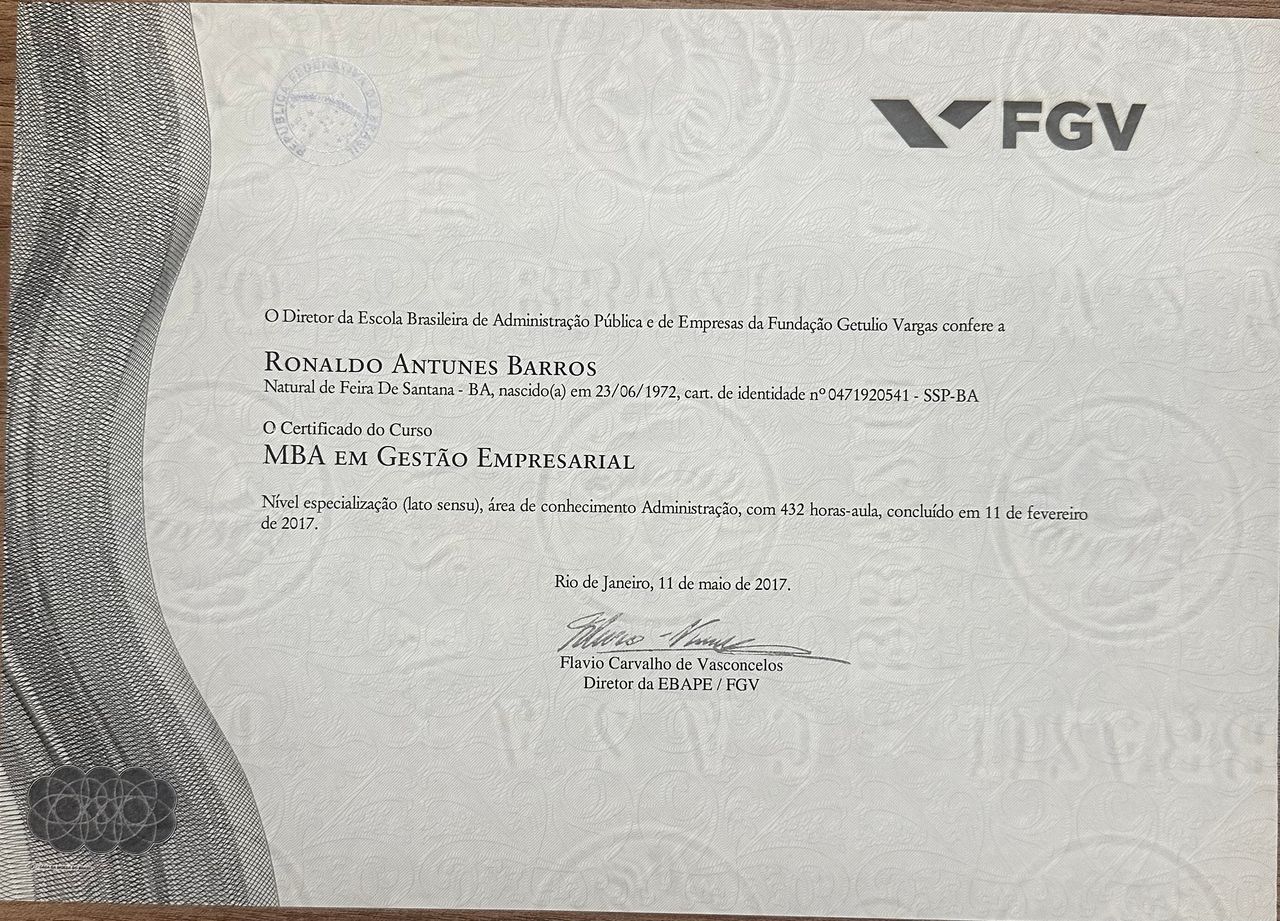 REPUBLICA FEDERATIVA DO BRASIL
FGV
O Diretor da Escola Brasileira de Administração Pública e de Empresas da Fundação Getulio Vargas confere a
RONALDO ANTUNES BARROS
Natural de Feira De Santana - BA, nascido(a) em 23/06/1972, cart. de identidade nº 0471920541 - SSP-BA
O Certificado do Curso
MBA EM GESTÃO EMPRESARIAL
Nível especialização (lato sensu), área de conhecimento Administração, com 432 horas-aula, concluído em 11 de fevereiro
de 2017.
Rio de Janeiro, 11 de maio de 2017.
Flavio Carvalho de Vasconcelos
Diretor da EBAPE / FGV